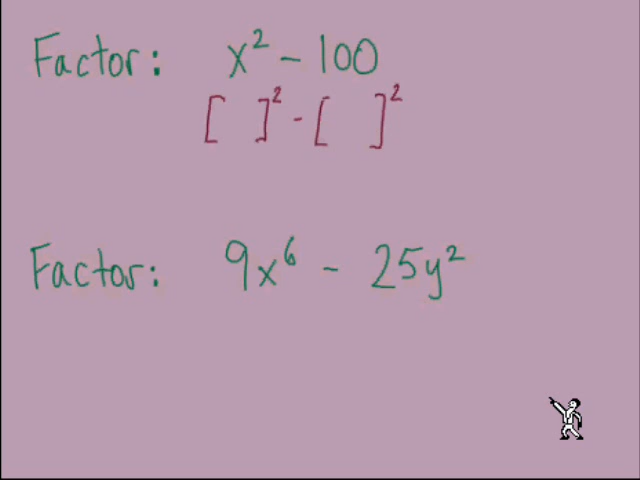 Factor: x² - 100
[ ]² - [ ]²
Factor: 9x⁶ - 25y²